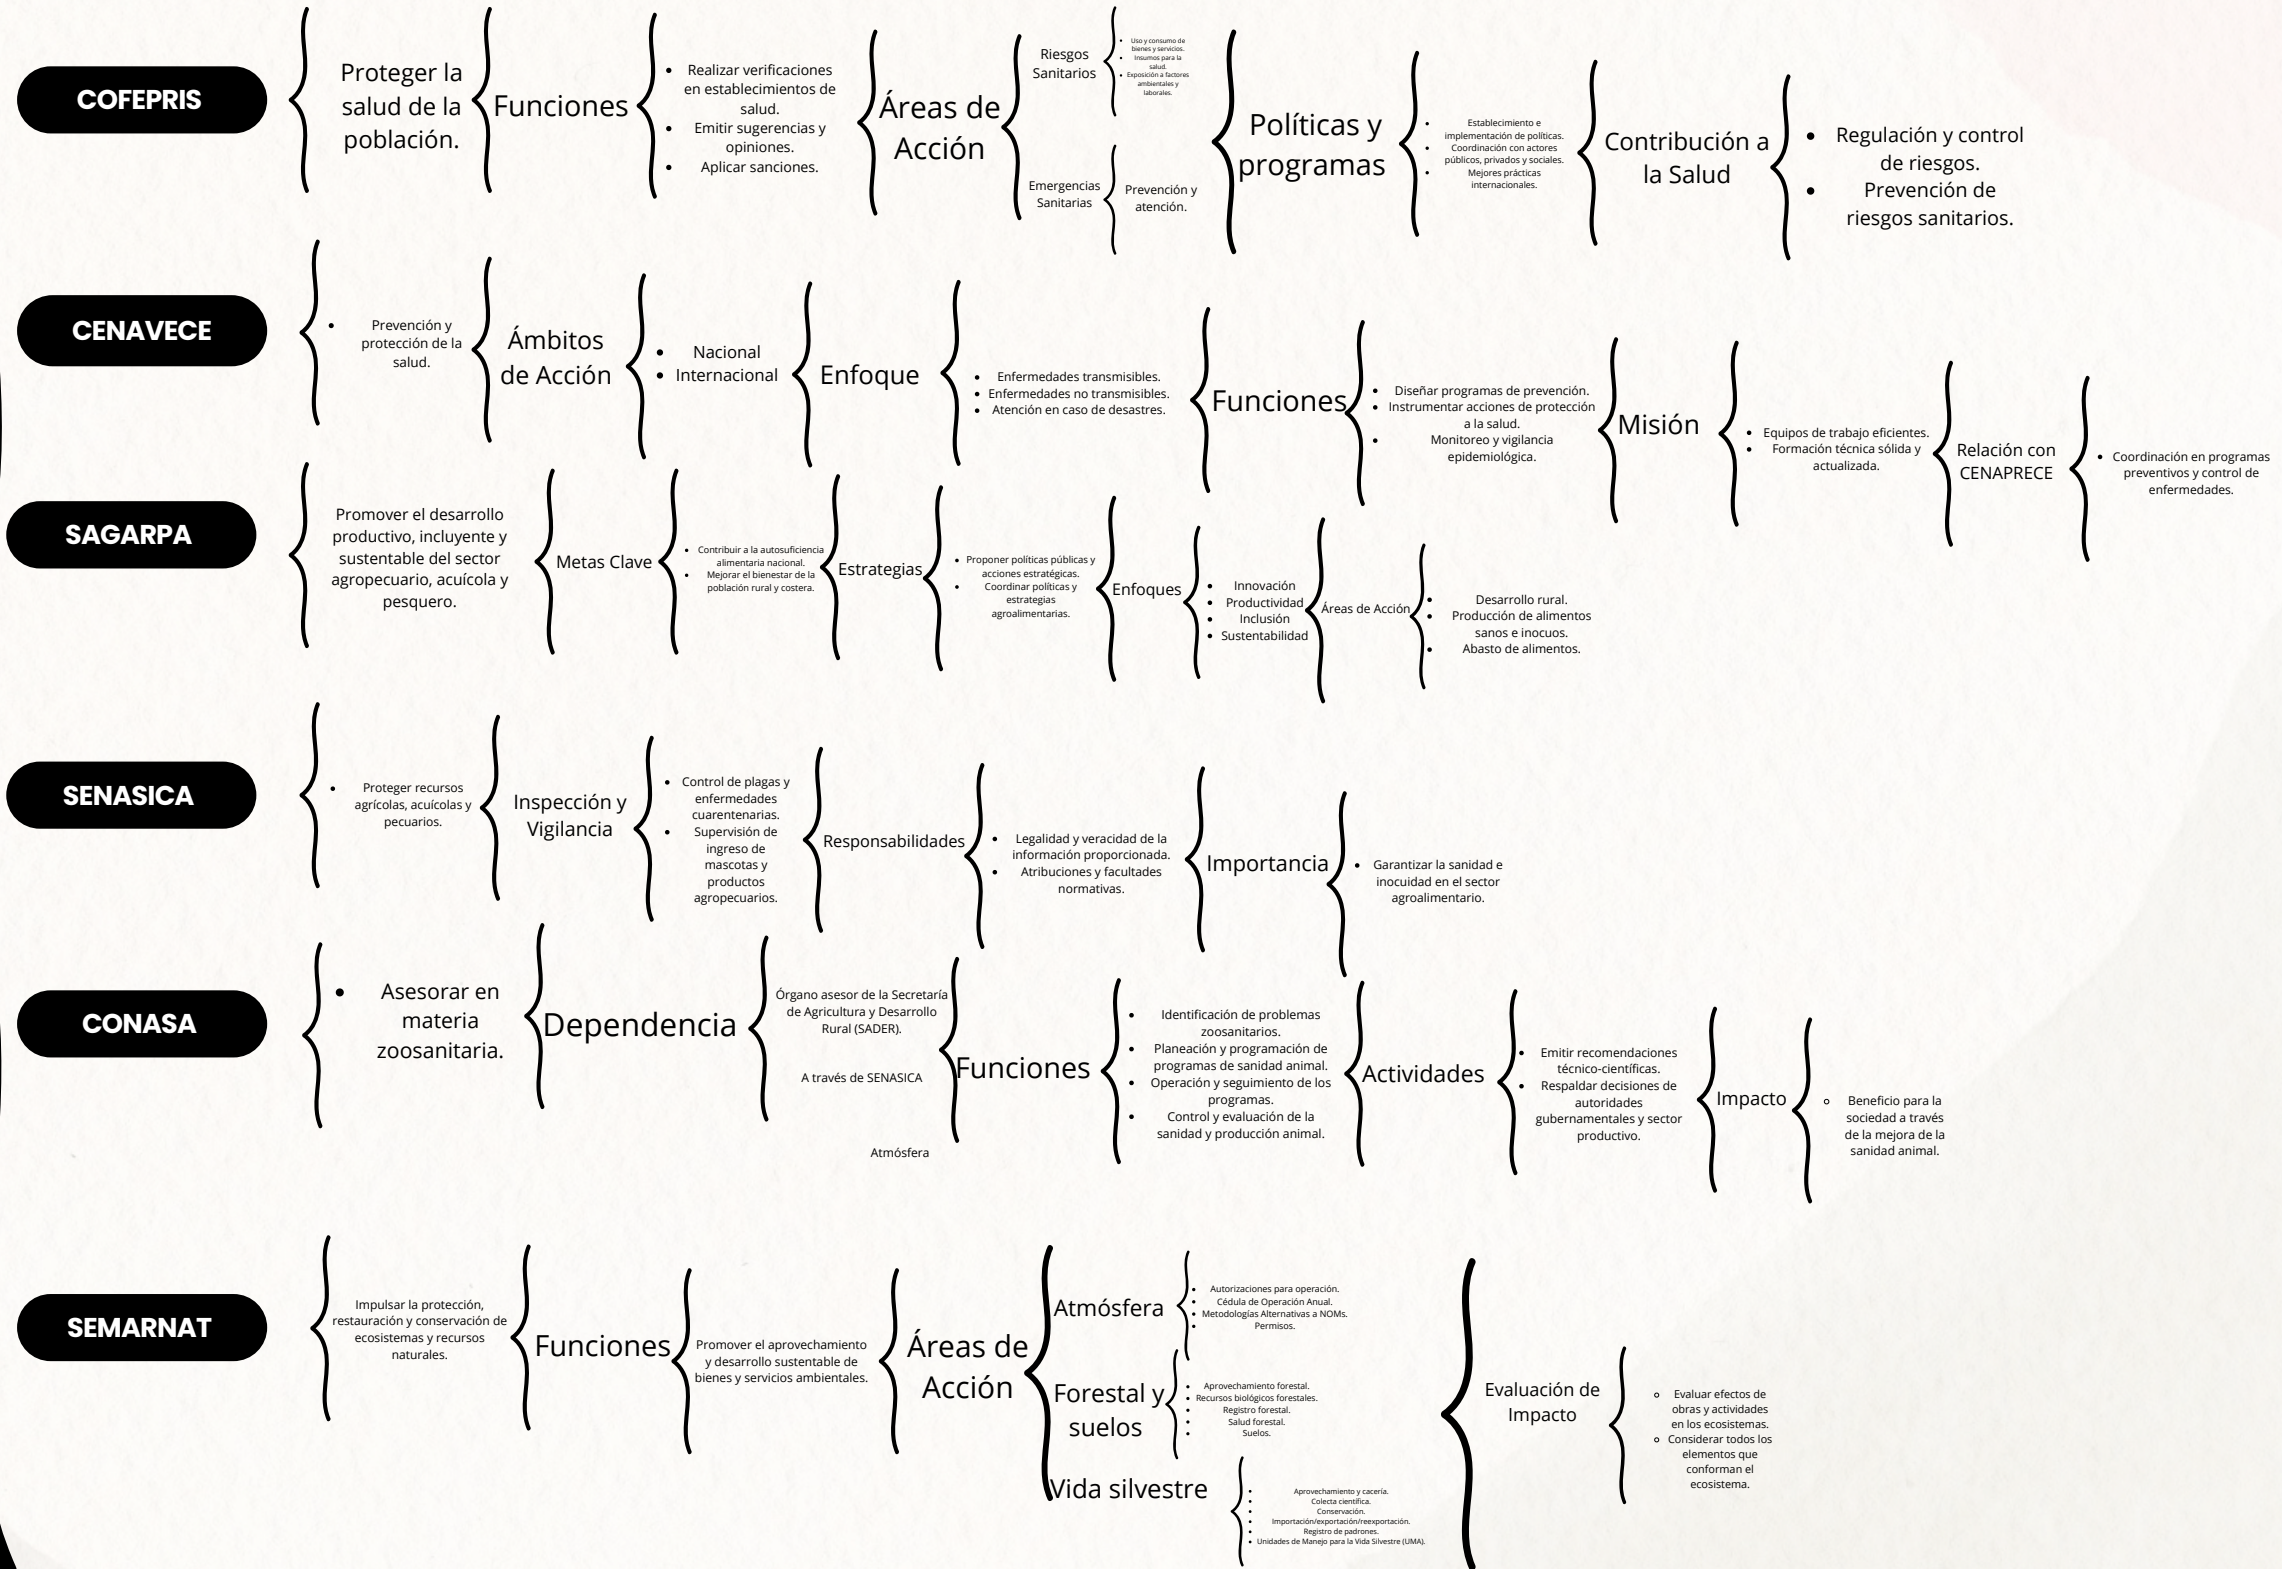 COFEPRIS
Proteger la
salud de la
población.
Funciones
• Realizar verificaciones
en establecimientos de
salud.
• Emitir sugerencias y
opiniones.
• Aplicar sanciones.
Áreas de
Acción
Riesgos
Sanitarios
• Uso y consumo de
bienes y servicios.
• Insumos para la
salud.
• Exposición a factores
ambientales y
laborales.
Emergencias
Sanitarias
Prevención y
atención.
Políticas y
programas
• Establecimiento e
implementación de políticas.
• Coordinación con actores
públicos, privados y sociales.
• Mejores prácticas
internacionales.
Contribución a
la Salud
• Regulación y control
de riesgos.
• Prevención de
riesgos sanitarios.
CENAVECE
• Prevención y
protección de la
salud.
Ámbitos
de Acción
• Nacional
• Internacional
Enfoque
• Enfermedades transmisibles.
• Enfermedades no transmisibles.
• Atención en caso de desastres.
Funciones
• Diseñar programas de prevención.
• Instrumentar acciones de protección
a la salud.
• Monitoreo y vigilancia
epidemiológica.
Misión
• Equipos de trabajo eficientes.
• Formación técnica sólida y
actualizada.
Relación con
CENAPRECE
• Coordinación en programas
preventivos y control de
enfermedades.
SAGARPA
Promover el desarrollo
productivo, incluyente y
sustentable del sector
agropecuario, acuícola y
pesquero.
Metas Clave
• Contribuir a la autosuficiencia
alimentaria nacional.
• Mejorar el bienestar de la
población rural y costera.
Estrategias
• Proponer políticas públicas y
acciones estratégicas.
• Coordinar políticas y
estrategias
agroalimentarias.
Enfoques
• Innovación
• Productividad
• Inclusión
• Sustentabilidad
Áreas de Acción
• Desarrollo rural.
• Producción de alimentos
sanos e inocuos.
• Abasto de alimentos.
SENASICA
• Proteger recursos
agrícolas, acuícolas y
pecuarios.
Inspección y
Vigilancia
• Control de plagas y
enfermedades
cuarentenarias.
• Supervisión de
ingreso de
mascotas y
productos
agropecuarios.
Responsabilidades
• Legalidad y veracidad de la
información proporcionada.
• Atribuciones y facultades
normativas.
Importancia
• Garantizar la sanidad e
inocuidad en el sector
agroalimentario.
CONASA
• Asesorar en
materia
zoosanitaria.
Dependencia
Órgano asesor de la Secretaría
de Agricultura y Desarrollo
Rural (SADER).
A través de SENASICA
Atmósfera
Funciones
• Identificación de problemas
zoosanitarios.
• Planeación y programación de
programas de sanidad animal.
• Operación y seguimiento de los
programas.
• Control y evaluación de la
sanidad y producción animal.
Actividades
• Emitir recomendaciones
técnico-científicas.
• Respaldar decisiones de
autoridades
gubernamentales y sector
productivo.
Impacto
◦ Beneficio para la
sociedad a través
de la mejora de la
sanidad animal.
SEMARNAT
Impulsar la protección,
restauración y conservación de
ecosistemas y recursos
naturales.
Funciones
Promover el aprovechamiento
y desarrollo sustentable de
bienes y servicios ambientales.
Áreas de
Acción
Atmósfera
• Autorizaciones para operación.
• Cédula de Operación Anual.
• Metodologías Alternativas a NOMs.
• Permisos.
Forestal y
suelos
• Aprovechamiento forestal.
• Recursos biológicos forestales.
• Registro forestal.
• Salud forestal.
• Suelos.
Vida silvestre
• Aprovechamiento y cacería.
• Colecta científica.
• Conservación.
• Importación/exportación/reexportación.
• Registro de padrones.
• Unidades de Manejo para la Vida Silvestre (UMA).
Evaluación de
Impacto
◦ Evaluar efectos de
obras y actividades
en los ecosistemas.
◦ Considerar todos los
elementos que
conforman el
ecosistema.